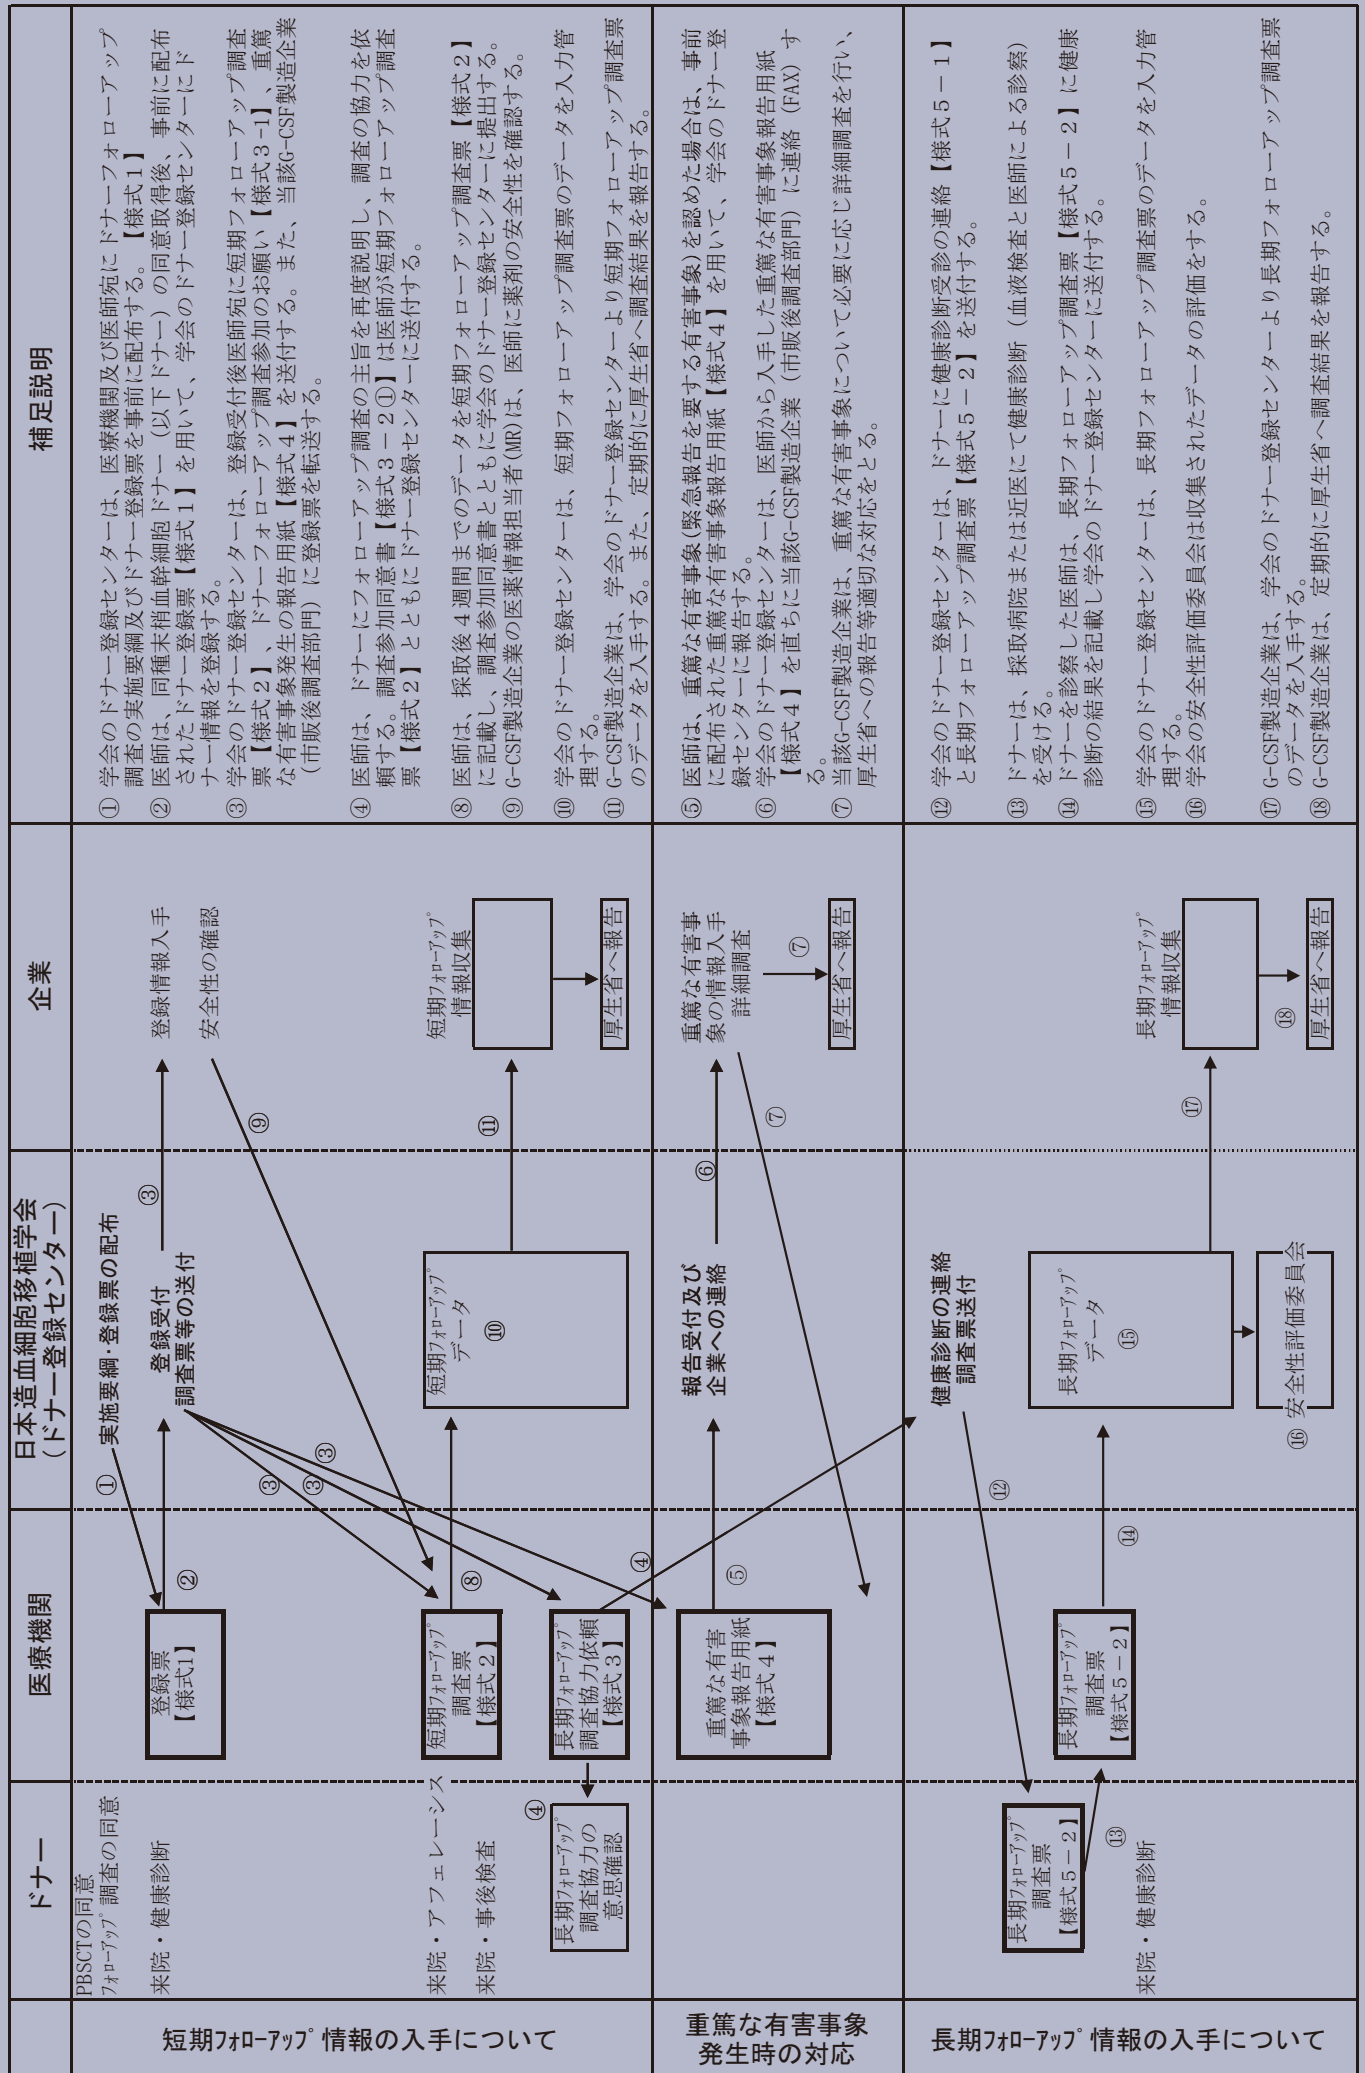 ドナー
医療機関
日本造血細胞移植学会
（ドナー登録センター）
企業
補足説明
短期フォローアップ情報の入手について
PBSCTの同意
フォローアップ調査の同意
来院・健康診断
来院・アフェレーシス
来院・事後検査
④
長期フォローアップ
調査協力の
意思確認
登録票
【様式1】
②
短期フォローアップ
調査票
【様式２】
⑧
長期フォローアップ
調査協力依頼
【様式３】
④
①
実施要綱・登録票の配布
登録受付
調査票等の送付
③
③
③
③
短期フォローアップ
データ
⑩
登録情報入手
安全性の確認
⑨
⑪
短期フォローアップ
情報収集
厚生省へ報告
① 学会のドナー登録センターは、医療機関及び医師宛にドナーフォローアップ
調査の実施要綱及びドナー登録票を事前に配布する。【様式１】
② 医師は、同種末梢血幹細胞ドナー（以下ドナー）の同意取得後、事前に配布
されたドナー登録票【様式１】を用いて、学会のドナー登録センターにド
ナー情報を登録する。
③ 学会のドナー登録センターは、登録受付後医師宛に短期フォローアップ調査
票【様式２】、ドナーフォローアップ調査参加のお願い【様式３-1】、重篤
な有害事象発生の報告用紙【様式４】を送付する。また、当該G-CSF製造企業
（市販後調査部門）に登録票を転送する。
④ 医師は、ドナーにフォローアップ調査の主旨を再度説明し、調査の協力を依
頼する。調査参加同意書【様式３－２①】は医師が短期フォローアップ調査
票【様式２】とともにドナー登録センターに送付する。
⑧ 医師は、採取後４週間までのデータを短期フォローアップ調査票【様式２】
に記載し、調査参加同意書とともに学会のドナー登録センターに提出する。
⑨ G-CSF製造企業の医薬情報担当者(MR)は、医師に薬剤の安全性を確認する。
⑩ 学会のドナー登録センターは、短期フォローアップ調査票のデータを入力管
理する。
⑪ G-CSF製造企業は、学会のドナー登録センターより短期フォローアップ調査票
のデータを入手する。また、定期的に厚生省へ調査結果を報告する。
重篤な有害事象
発生時の対応
重篤な有害
事象報告用紙
【様式４】
⑤
報告受付及び
企業への連絡
⑥
重篤な有害事
象の情報入手
詳細調査
⑦
⑦
厚生省へ報告
⑤ 医師は、重篤な有害事象(緊急報告を要する有害事象)を認めた場合は、事前
に配布された重篤な有害事象報告用紙【様式４】を用いて、学会のドナー登
録センターに報告する。
⑥ 学会のドナー登録センターは、医師から入手した重篤な有害事象報告用紙
【様式４】を直ちに当該G-CSF製造企業（市販後調査部門）に連絡（FAX）す
る。
⑦ 当該G-CSF製造企業は、重篤な有害事象について必要に応じ詳細調査を行い、
厚生省への報告等適切な対応をとる。
長期フォローアップ情報の入手について
長期フォローアップ
調査票
【様式５－２】
⑬
来院・健康診断
長期フォローアップ
調査票
【様式５－２】
⑭
⑫
健康診断の連絡
調査票送付
長期フォローアップ
データ
⑮
⑯ 安全性評価委員会
⑰
長期フォローアップ
情報収集
⑱
厚生省へ報告
⑫ 学会のドナー登録センターは、ドナーに健康診断受診の連絡【様式５－１】
と長期フォローアップ調査票【様式５－２】を送付する。
⑬ ドナーは、採取病院または近医にて健康診断（血液検査と医師による診察）
を受ける。
⑭ ドナーを診察した医師は、長期フォローアップ調査票【様式５－２】に健康
診断の結果を記載し学会のドナー登録センターに送付する。
⑮ 学会のドナー登録センターは、長期フォローアップ調査票のデータを入力管
理する。
⑯ 学会の安全性評価委員会は収集されたデータの評価をする。
⑰ G-CSF製造企業は、学会のドナー登録センターより長期フォローアップ調査票
のデータを入手する。
⑱ G-CSF製造企業は、定期的に厚生省へ調査結果を報告する。